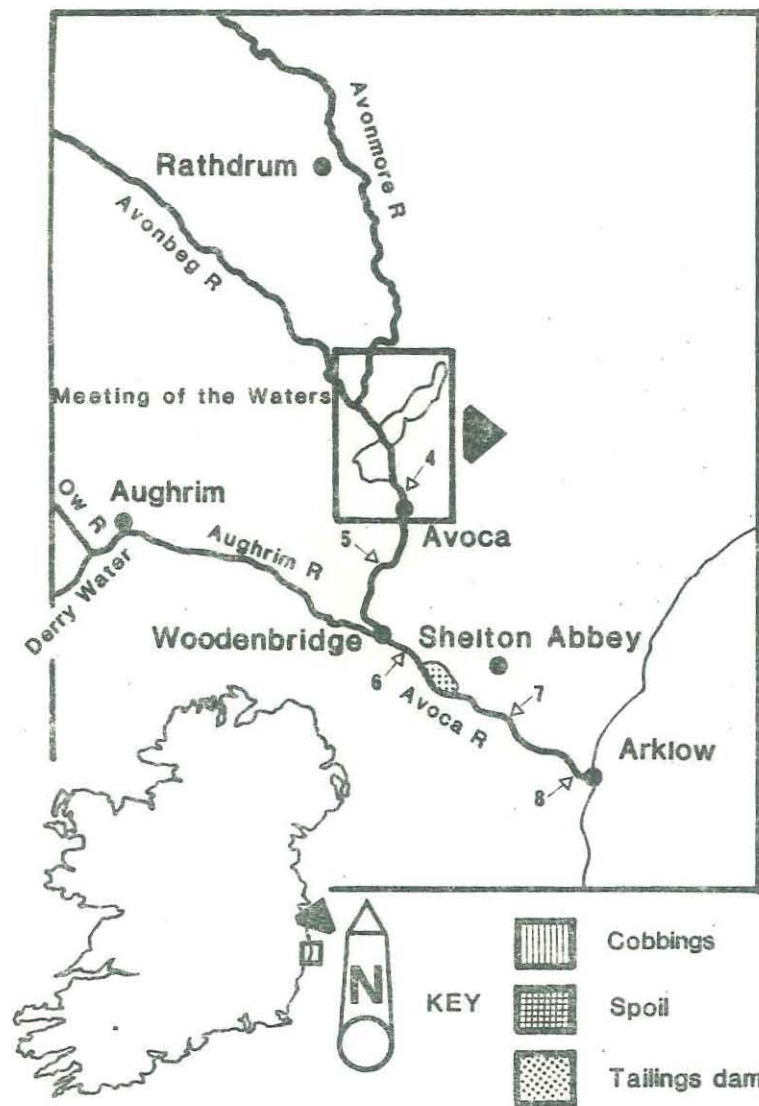 Avonmore R
Rathdrum
Avonbeg R
Meeting of the Waters
4
Ow R
Aughrim
Avoca
5
Aughrim R
Derry Water
Woodenbridge
Shelton Abbey
6
Avoca R
7
Arklow
8
N
KEY
Cobbings
Spoil
Tailings dam